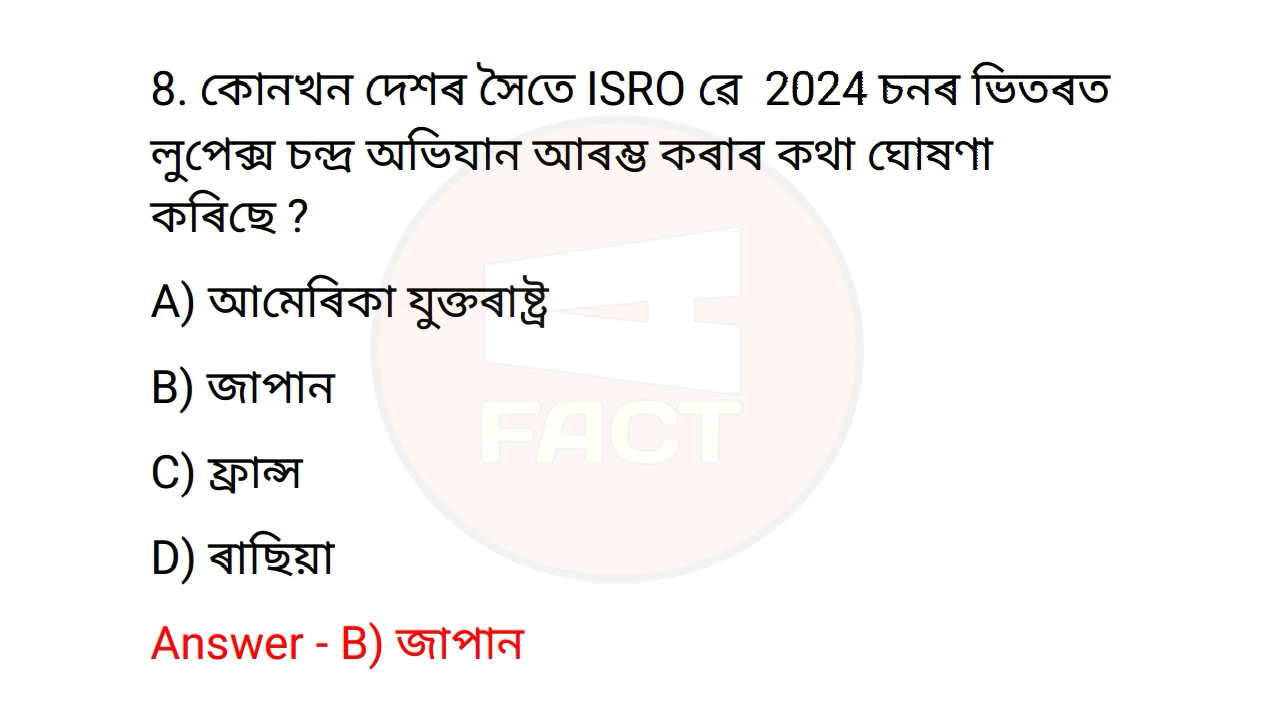 8. কোনখন দেশৰ সৈতে ISRO ৱে 2024 চনৰ ভিতৰত
লুপেক্স চন্দ্ৰ অভিযান আৰম্ভ কৰাৰ কথা ঘোষণা
কৰিছে ?
A) আমেৰিকা যুক্তৰাষ্ট্ৰ
B) জাপান
C) ফ্ৰান্স
D) ৰাছিয়া
Answer - B) জাপান
FACT